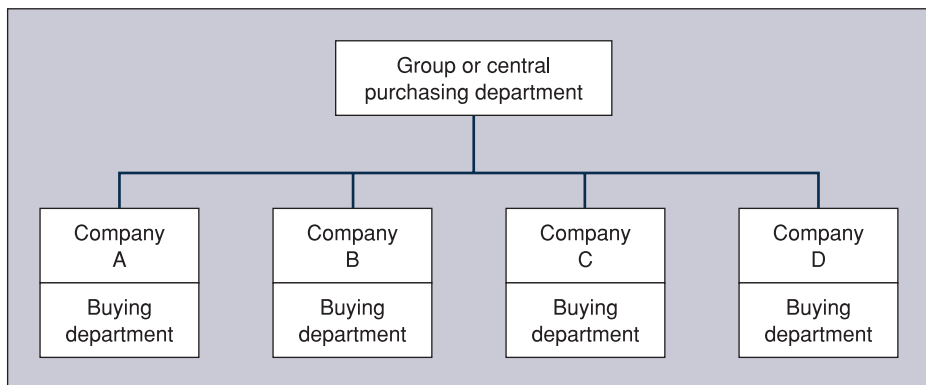 Group or central
purchasing department
Company
A
Buying
department
Company
B
Buying
department
Company
C
Buying
department
Company
D
Buying
department